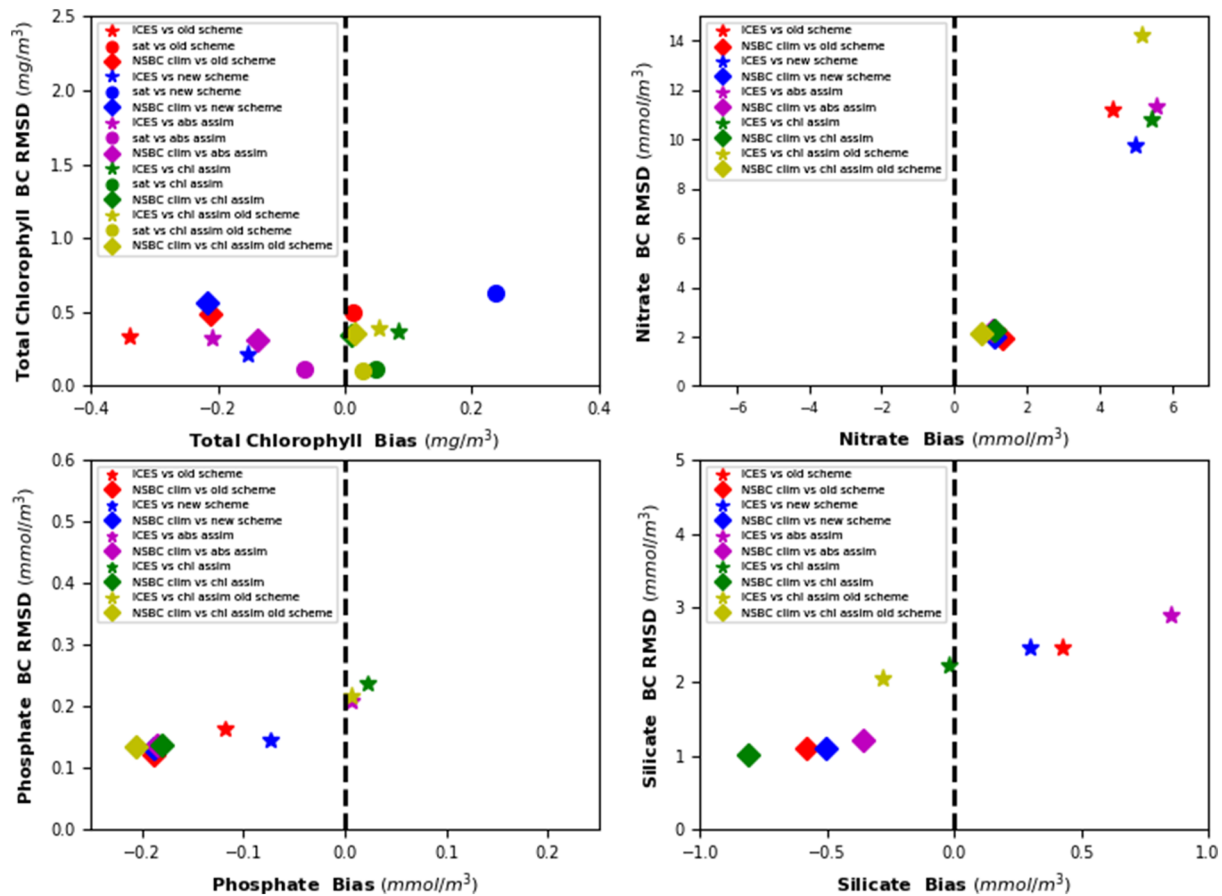 2.5
2.0
1.5
1.0
0.5
0.0
Total Chlorophyll BC RMSD (mg/m³)
ICES vs old scheme
sat vs old scheme
NSBC clim vs old scheme
ICES vs new scheme
sat vs new scheme
NSBC clim vs new scheme
ICES vs abs assim
sat vs abs assim
NSBC clim vs abs assim
ICES vs chl assim
sat vs chl assim
NSBC clim vs chl assim
ICES vs chl assim old scheme
sat vs chl assim old scheme
NSBC clim vs chl assim old scheme
−0.4 −0.2 0.0 0.2 0.4
Total Chlorophyll Bias (mg/m³)
14
12
10
8
6
4
2
0
Nitrate BC RMSD (mmol/m³)
ICES vs old scheme
NSBC clim vs old scheme
ICES vs new scheme
NSBC clim vs new scheme
ICES vs abs assim
NSBC clim vs abs assim
ICES vs chl assim
NSBC clim vs chl assim
ICES vs chl assim old scheme
NSBC clim vs chl assim old scheme
−6 −4 −2 0 2 4 6
Nitrate Bias (mmol/m³)
0.6
0.5
0.4
0.3
0.2
0.1
0.0
Phosphate BC RMSD (mmol/m³)
ICES vs old scheme
NSBC clim vs old scheme
ICES vs new scheme
NSBC clim vs new scheme
ICES vs abs assim
NSBC clim vs abs assim
ICES vs chl assim
NSBC clim vs chl assim
ICES vs chl assim old scheme
NSBC clim vs chl assim old scheme
−0.2 −0.1 0.0 0.1 0.2
Phosphate Bias (mmol/m³)
5
4
3
2
1
0
Silicate BC RMSD (mmol/m³)
ICES vs old scheme
NSBC clim vs old scheme
ICES vs new scheme
NSBC clim vs new scheme
ICES vs abs assim
NSBC clim vs abs assim
ICES vs chl assim
NSBC clim vs chl assim
ICES vs chl assim old scheme
NSBC clim vs chl assim old scheme
−1.0 −0.5 0.0 0.5 1.0
Silicate Bias (mmol/m³)